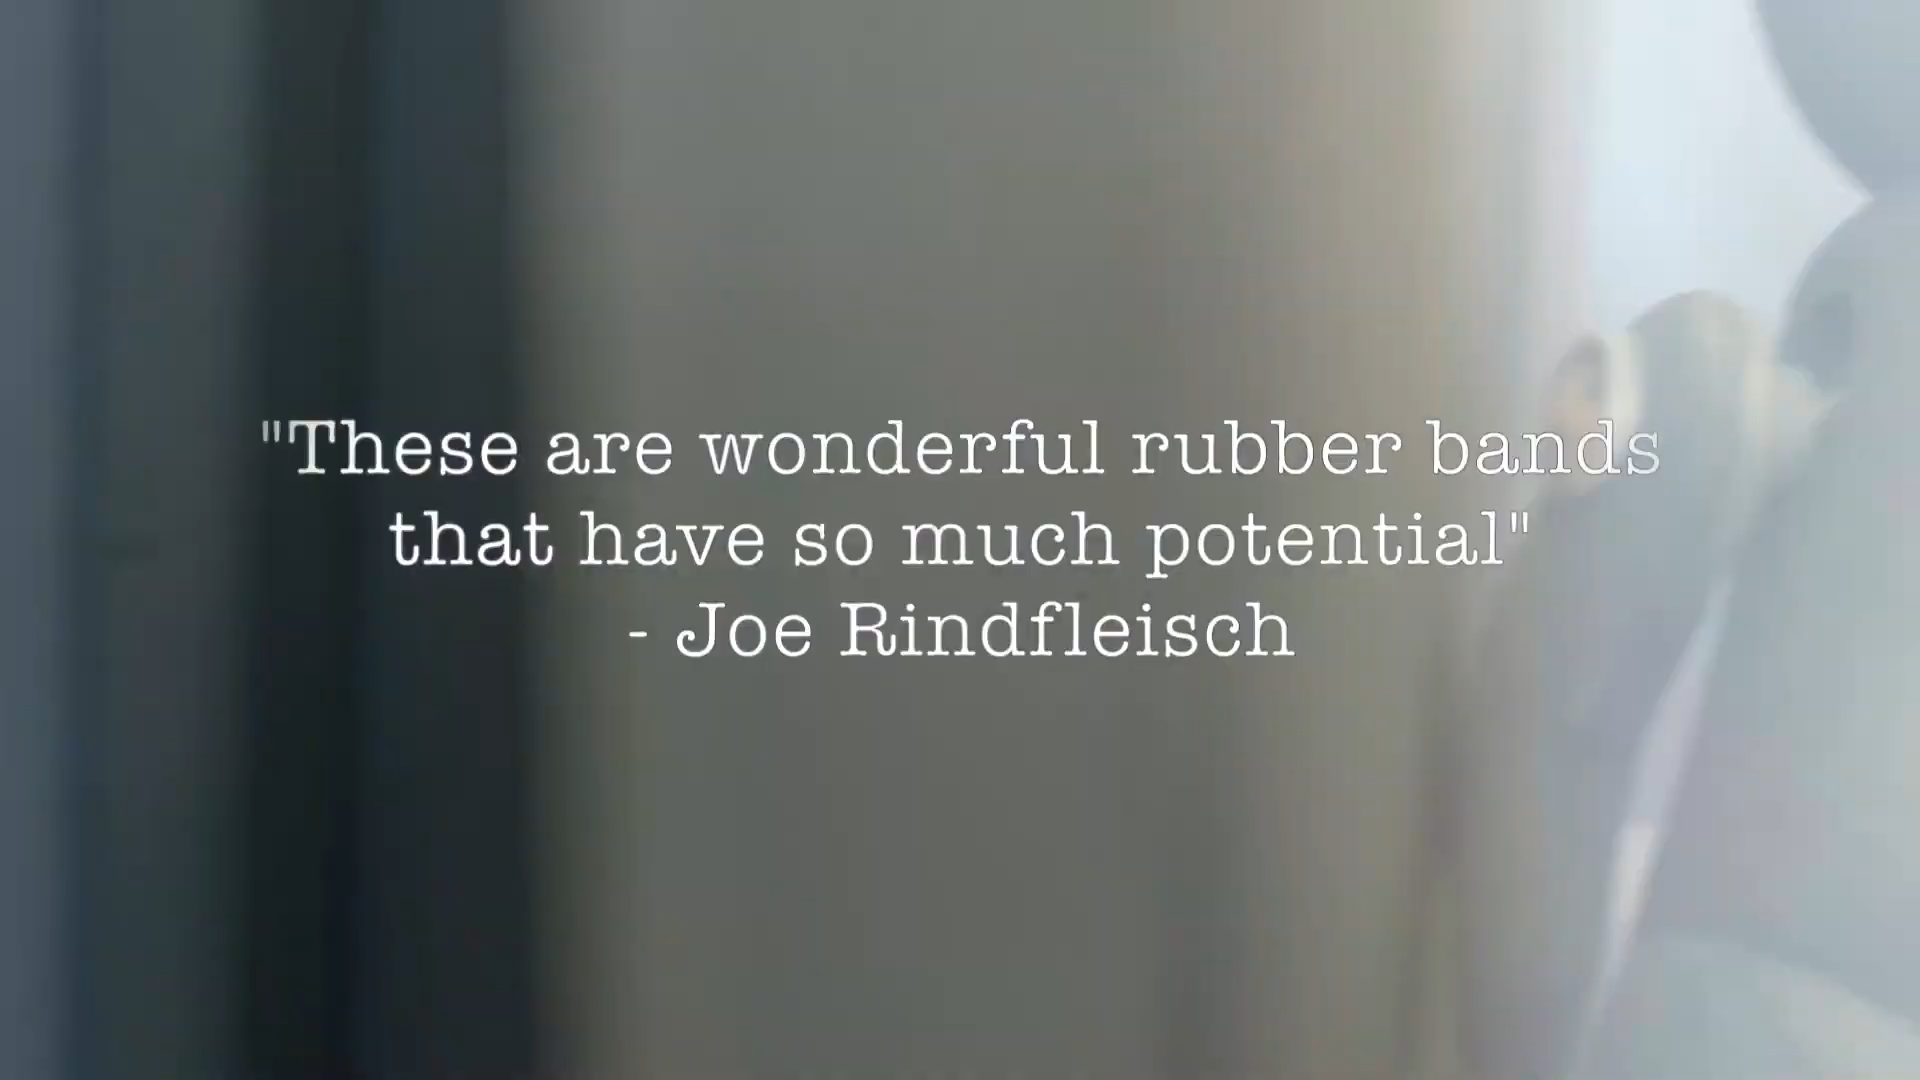 "These are wonderful rubber bands
that have so much potential"
- Joe Rindfleisch